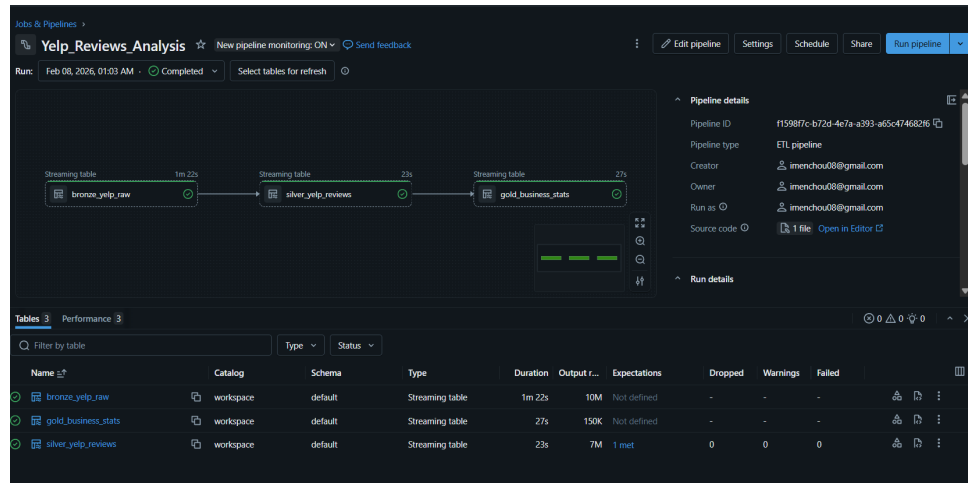 Jobs & Pipelines ›
Yelp_Reviews_Analysis New pipeline monitoring: ON Send feedback
Edit pipeline Settings Schedule Share Run pipeline
Run: Feb 08, 2026, 01:03 AM · Completed Select tables for refresh
Streaming table 1m 22s
bronze_yelp_raw
Streaming table 23s
silver_yelp_reviews
Streaming table 27s
gold_business_stats
Pipeline details
Pipeline ID f1598f7c-b72d-4e7a-a393-a65c474682f6
Pipeline type ETL pipeline
Creator imenchou08@gmail.com
Owner imenchou08@gmail.com
Run as imenchou08@gmail.com
Source code 1 file Open in Editor
Run details
Tables 3 Performance 3
0 0 0
Filter by table Type Status
Name Catalog Schema Type Duration Output r... Expectations Dropped Warnings Failed
bronze_yelp_raw workspace default Streaming table 1m 22s 10M Not defined - - -
gold_business_stats workspace default Streaming table 27s 150K Not defined - - -
silver_yelp_reviews workspace default Streaming table 23s 7M 1 met 0 0 0